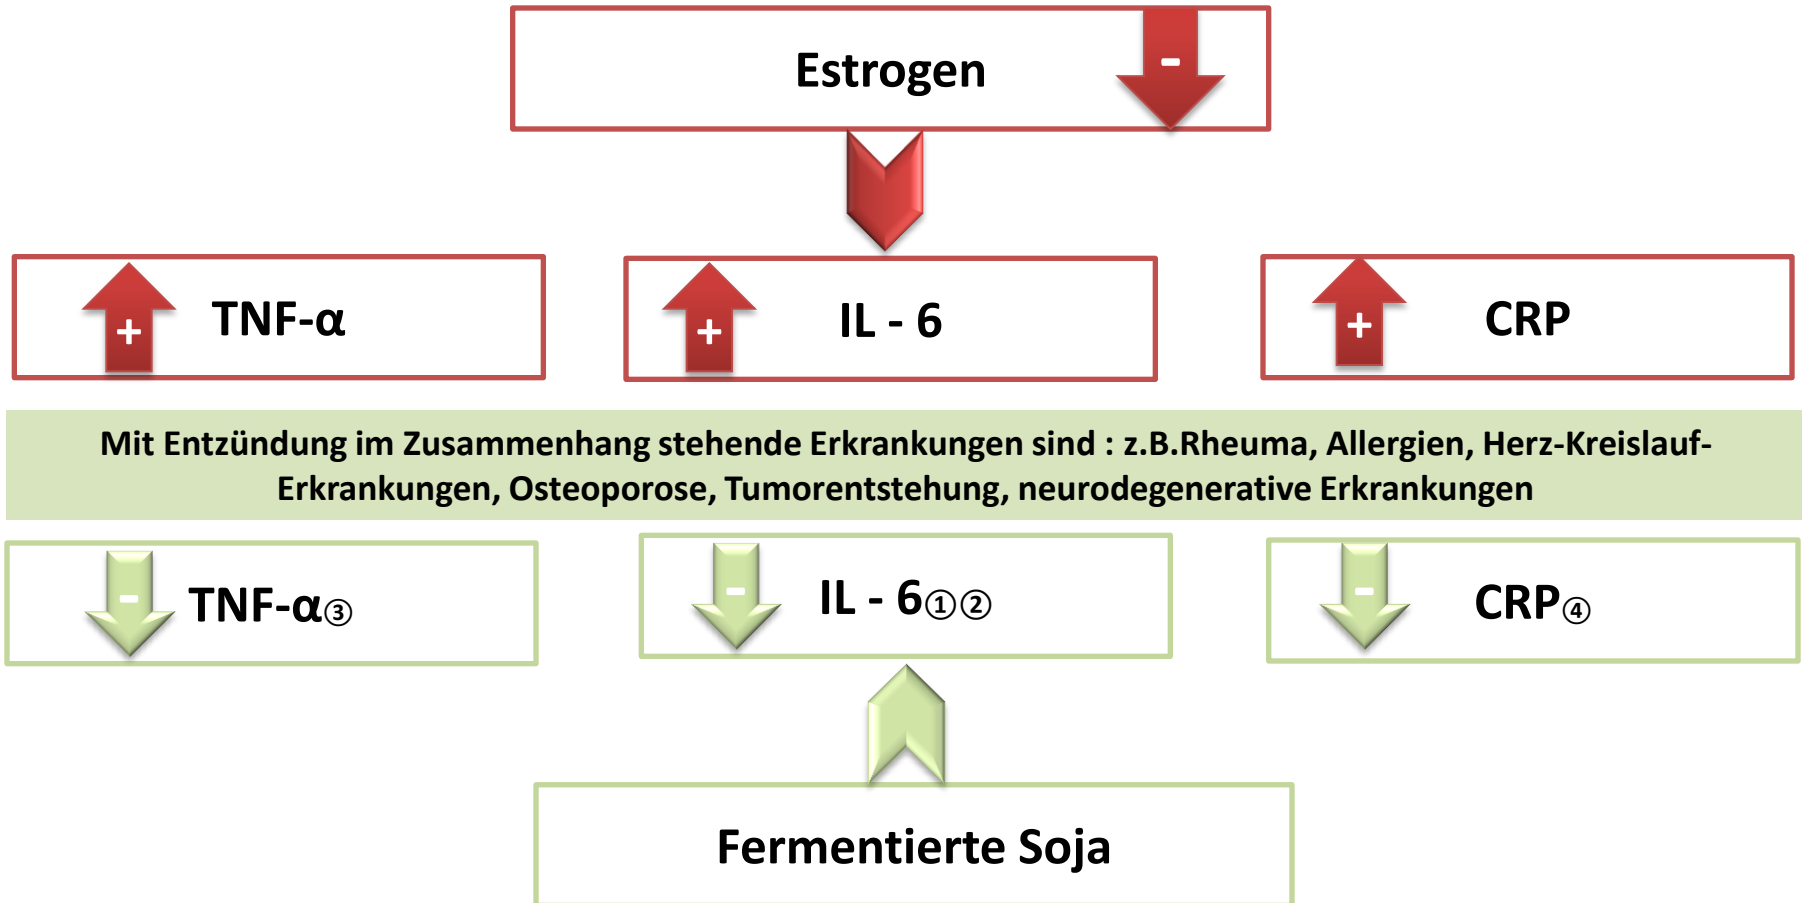 Estrogen
-
+
TNF-α
+
IL - 6
+
CRP
Mit Entzündung im Zusammenhang stehende Erkrankungen sind : z.B.Rheuma, Allergien, Herz-Kreislauf-
Erkrankungen, Osteoporose, Tumorentstehung, neurodegenerative Erkrankungen
-
TNF-α③
-
IL - 6①②
-
CRP④
Fermentierte Soja